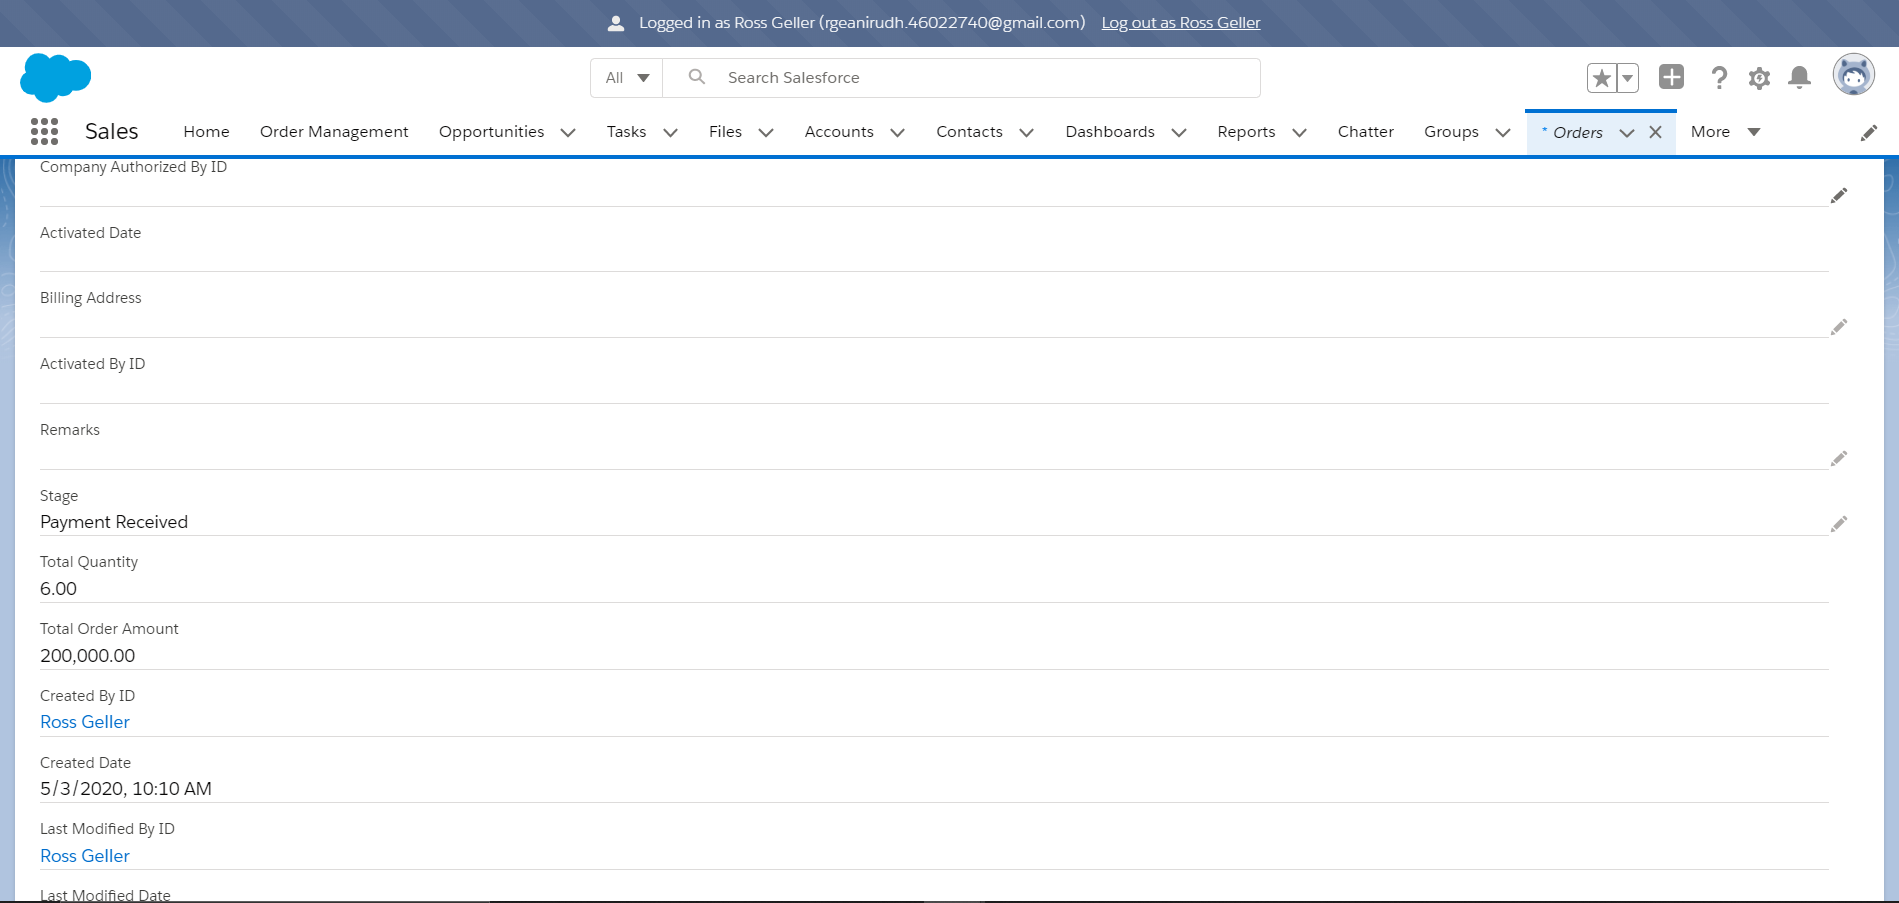 Logged in as Ross Geller (rgeanirudh.46022740@gmail.com) Log out as Ross Geller
All Search Salesforce
Sales Home Order Management Opportunities Tasks Files Accounts Contacts Dashboards Reports Chatter Groups * Orders More
Company Authorized By ID
Activated Date
Billing Address
Activated By ID
Remarks
Stage
Payment Received
Total Quantity
6.00
Total Order Amount
200,000.00
Created By ID
Ross Geller
Created Date
5/3/2020, 10:10 AM
Last Modified By ID
Ross Geller
Last Modified Date